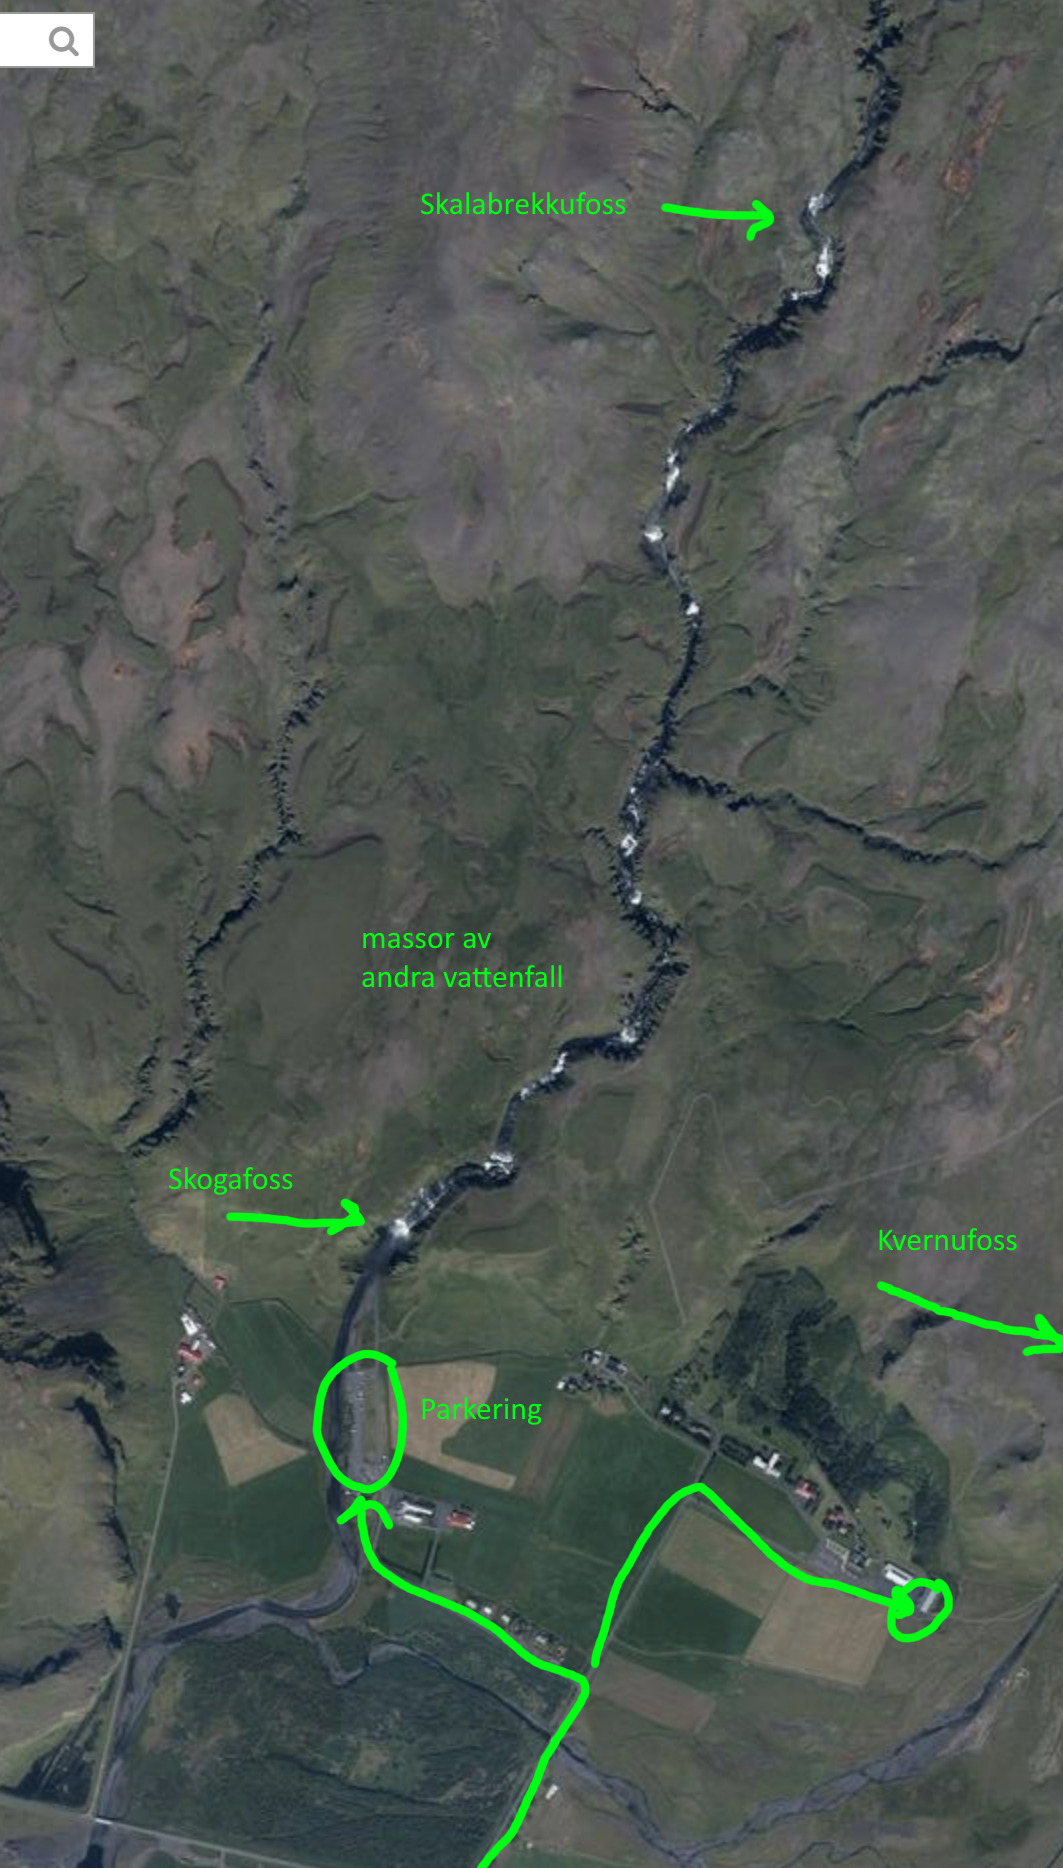 Skalabrekkufoss
massor av
andra vattenfall
Skogafoss
Kvernufoss
Parkering